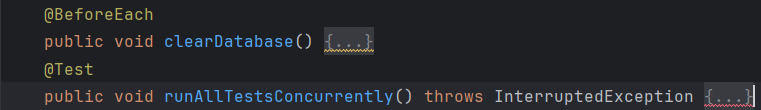 @BeforeEach
public void clearDatabase() {...}
@Test
public void runAllTestsConcurrently() throws InterruptedException {...}